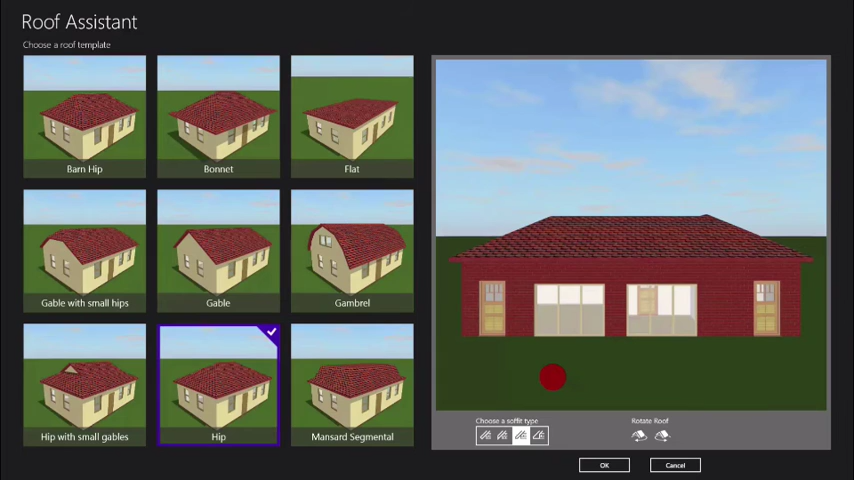 Roof Assistant
Choose a roof template
Barn Hip
Bonnet
Flat
Gable with small hips
Gable
Gambrel
Hip with small gables
Hip
Mansard Segmental
Choose a soffit type
Rotate Roof
OK
Cancel